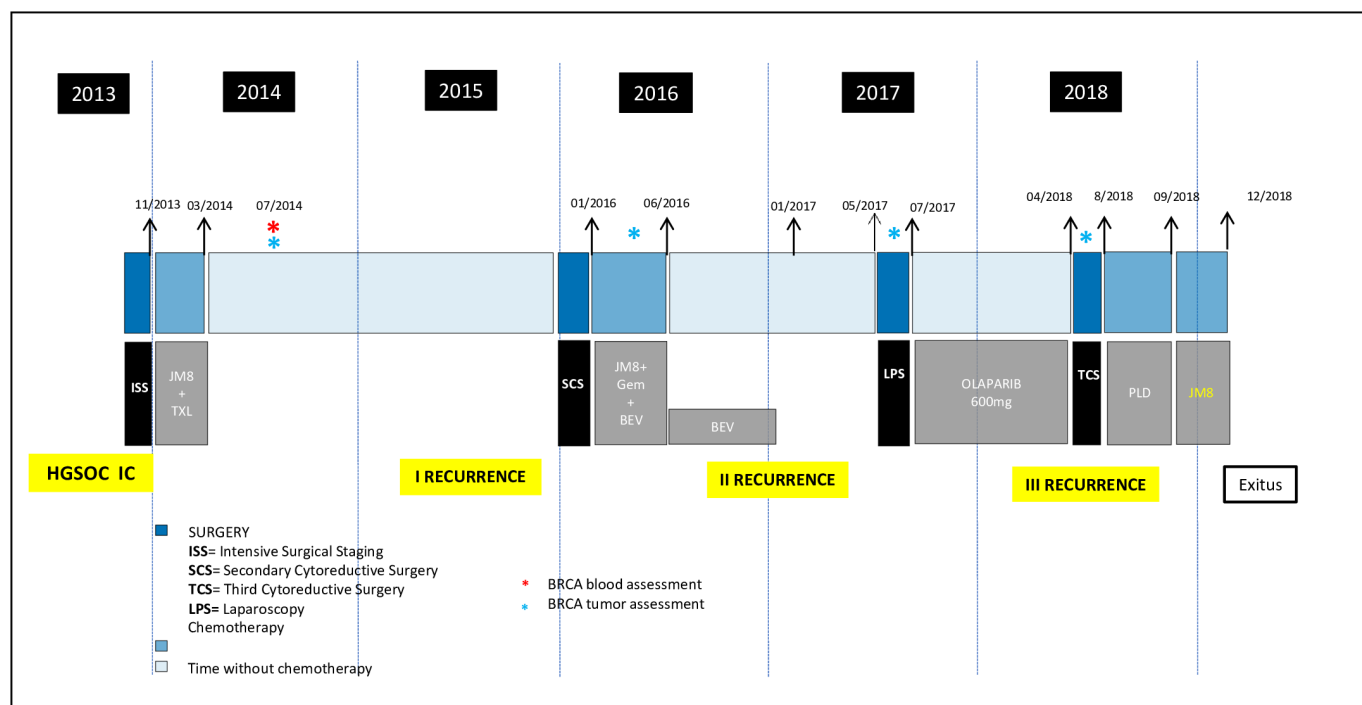 2013
2014
2015
2016
2017
2018
11/2013
03/2014
07/2014
01/2016
06/2016
01/2017
05/2017
07/2017
04/2018
8/2018
09/2018
12/2018
*
*
*
*
*
ISS
JM8
+
TXL
SCS
JM8+
Gem
+
BEV
BEV
LPS
OLAPARIB
600mg
TCS
PLD
JM8
HGSOC IC
I RECURRENCE
II RECURRENCE
III RECURRENCE
Exitus
SURGERY
ISS= Intensive Surgical Staging
SCS= Secondary Cytoreductive Surgery
TCS= Third Cytoreductive Surgery
LPS= Laparoscopy
Chemotherapy
Time without chemotherapy
* BRCA blood assessment
* BRCA tumor assessment